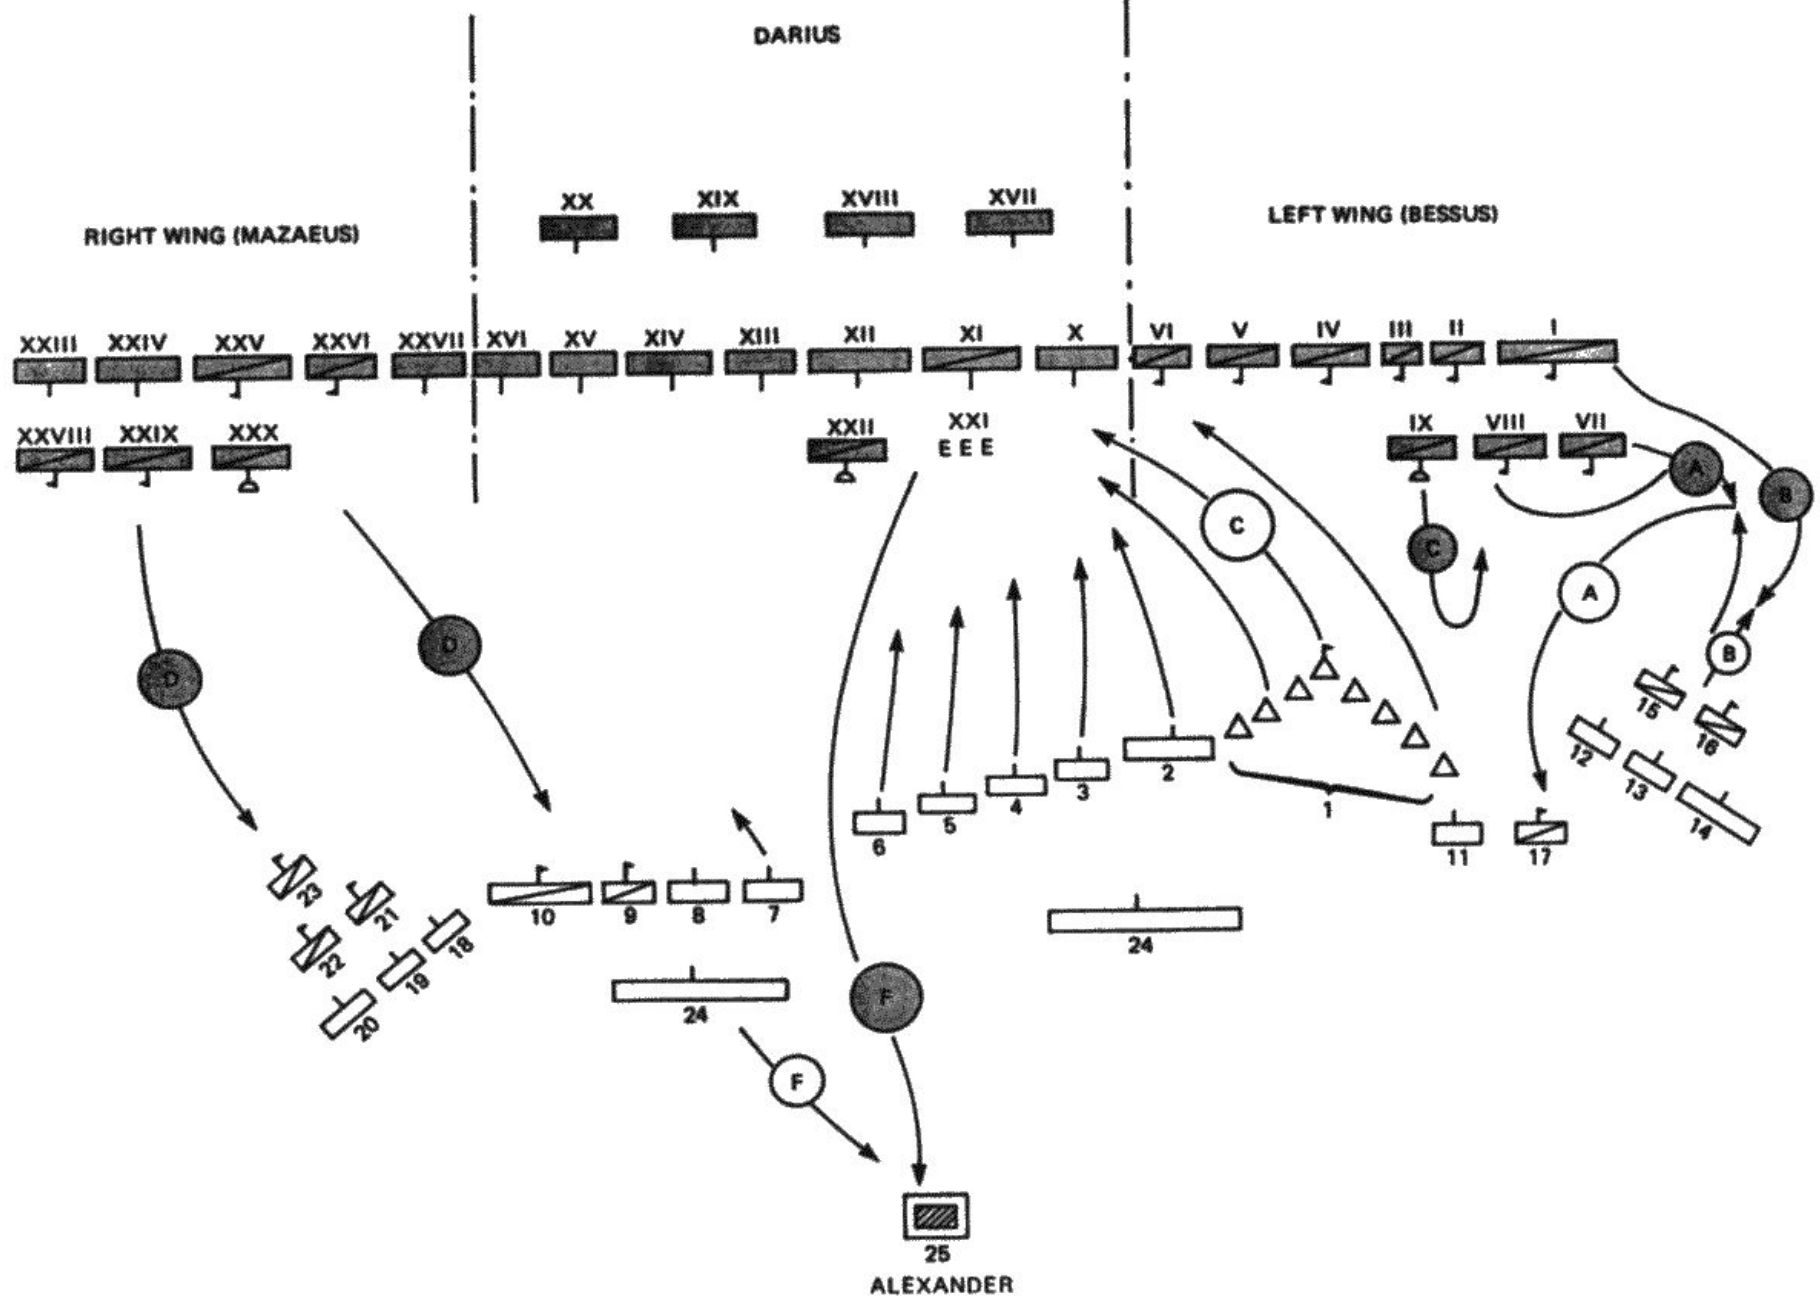 DARIUS
XX XIX XVIII XVII
RIGHT WING (MAZAEUS) LEFT WING (BESSUS)
XXIII XXIV XXV XXVI XXVII XVI XV XIV XIII XII XI X VI V IV III II I
XXVIII XXIX XXX XXII XXI IX VIII VII
E E E
A
B
C
C
A
D
D
B
15
16
12
13
14
2
3
4
5
6
1
11
17
23
21
22
18
19
20
10
9
8
7
24
24
F
F
25
ALEXANDER